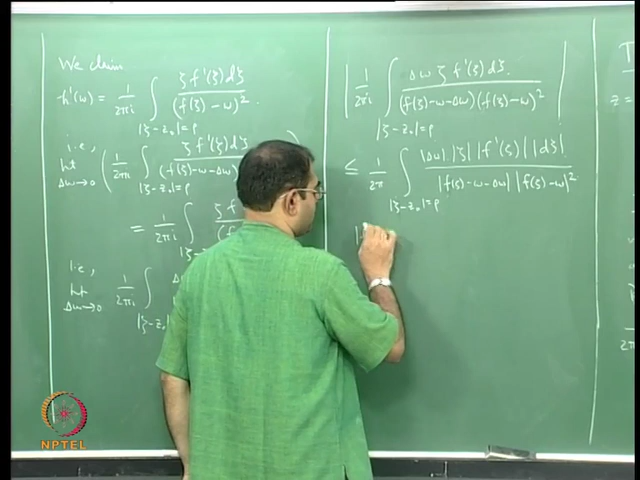 We claim
h'(w) = 1/2πi ∫ ζ f'(ζ) dζ / (f(ζ) - w)².
|ζ - z₀| = ρ
i.e.,
lt Δw→0 ( 1/2πi ∫ ζ f'(ζ) dζ / (f(ζ) - w - Δw)
|ζ - z₀| = ρ
= 1/2πi ∫ ζ
i.e.,
lt Δw→0 1/2πi ∫
|ζ - z₀| =
| 1/2πi ∫ Δw ζ f'(ζ) dζ / (f(ζ) - w - Δw)(f(ζ) - w)² |
|ζ - z₀| = ρ
≤ 1/2π ∫ |Δw| |ζ| |f'(ζ)| |dζ| / |f(ζ) - w - Δw| |f(ζ) - w|²
|ζ - z₀| = ρ
NPTEL